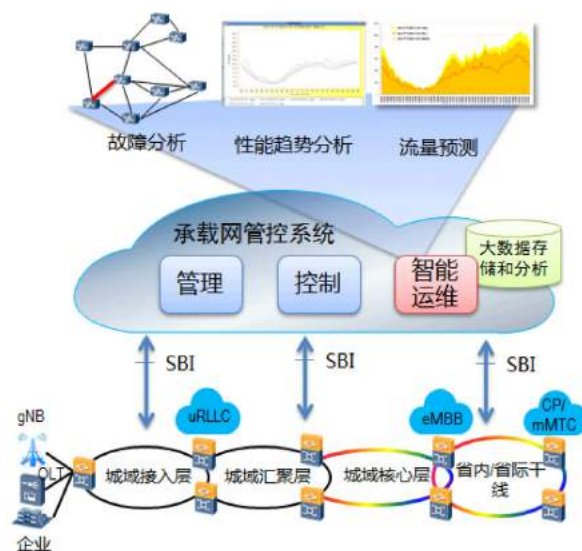 故障分析
性能趋势分析
流量预测
承载网管控系统
大数据存
储和分析
管理
控制
智能
运维
SBI
SBI
SBI
gNB
uRLLC
eMBB
CP/
mMTC
OLT
城域接入层
城域汇聚层
城域核心层
省内/省际干
线
企业